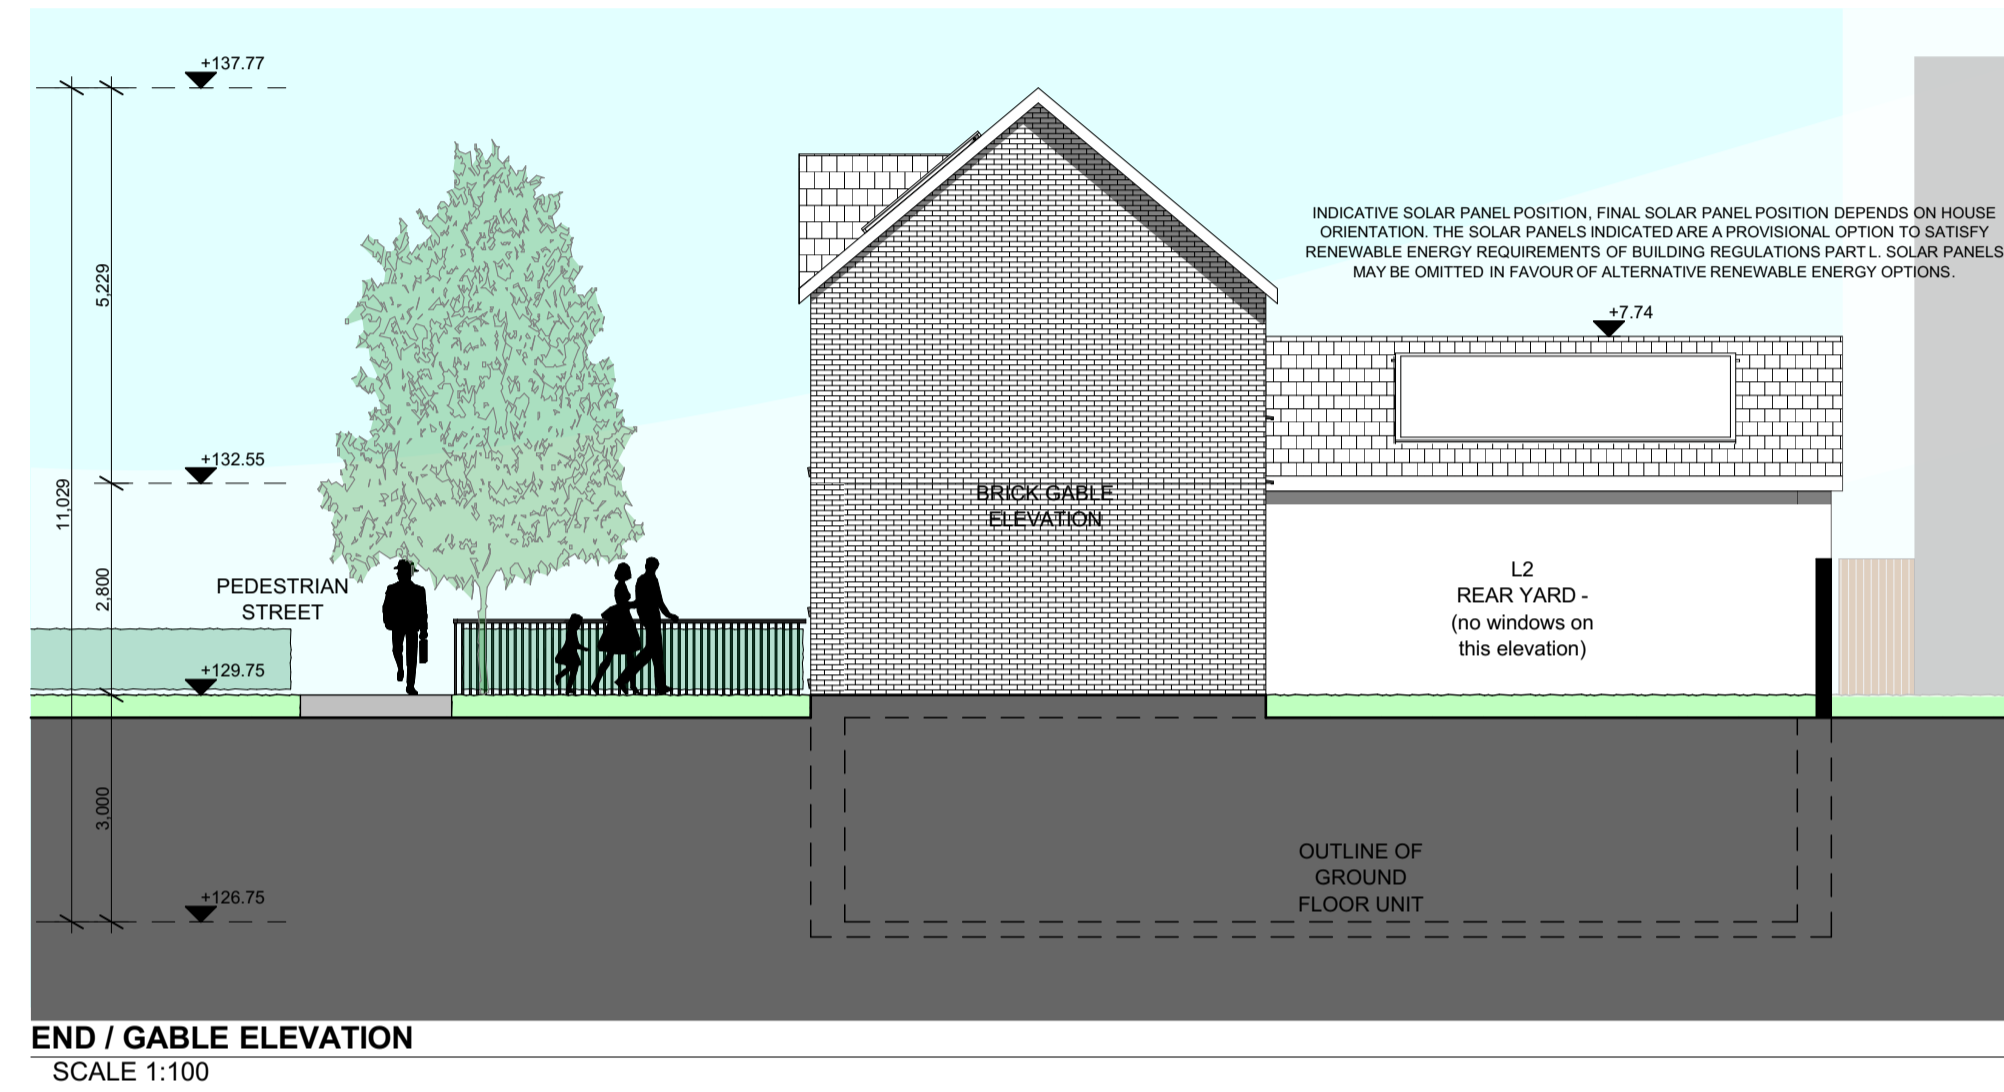 +137.77
INDICATIVE SOLAR PANEL POSITION, FINAL SOLAR PANEL POSITION DEPENDS ON HOUSE
ORIENTATION. THE SOLAR PANELS INDICATED ARE A PROVISIONAL OPTION TO SATISFY
RENEWABLE ENERGY REQUIREMENTS OF BUILDING REGULATIONS PART L. SOLAR PANELS
MAY BE OMITTED IN FAVOUR OF ALTERNATIVE RENEWABLE ENERGY OPTIONS.
5,229
+7.74
+132.55
11,029
BRICK GABLE
ELEVATION
PEDESTRIAN
STREET
2,800
L2
REAR YARD -
(no windows on
this elevation)
+129.75
3,000
OUTLINE OF
GROUND
FLOOR UNIT
+126.75
END / GABLE ELEVATION
SCALE 1:100